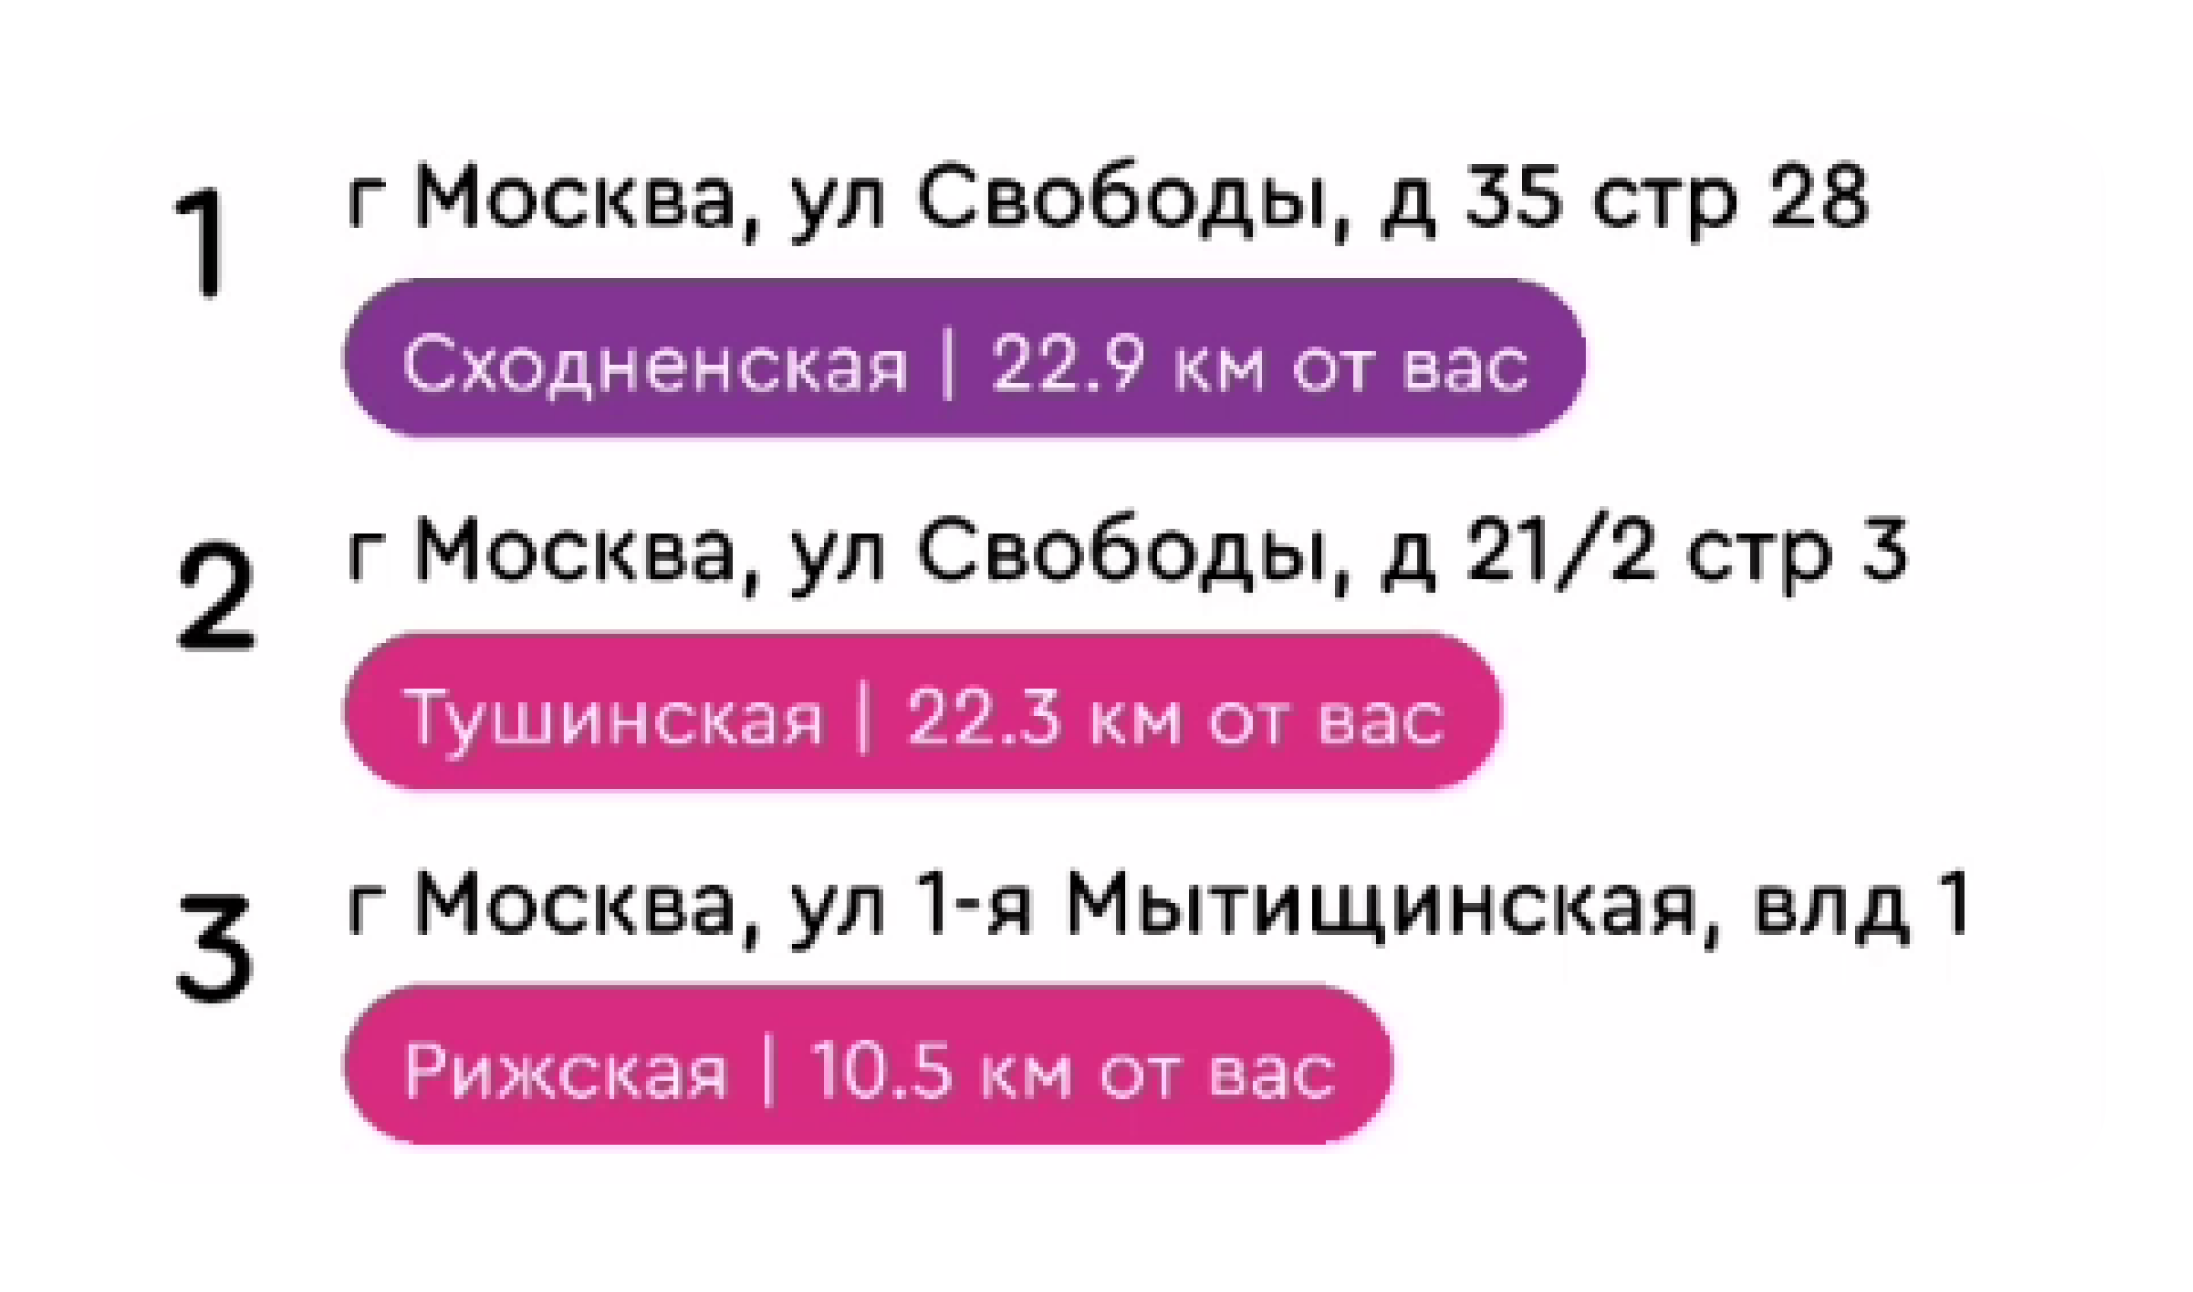 1
г Москва, ул Свободы, д 35 стр 28
Сходненская | 22.9 км от вас
2
г Москва, ул Свободы, д 21/2 стр 3
Тушинская | 22.3 км от вас
3
г Москва, ул 1-я Мытищинская, влд 1
Рижская | 10.5 км от вас